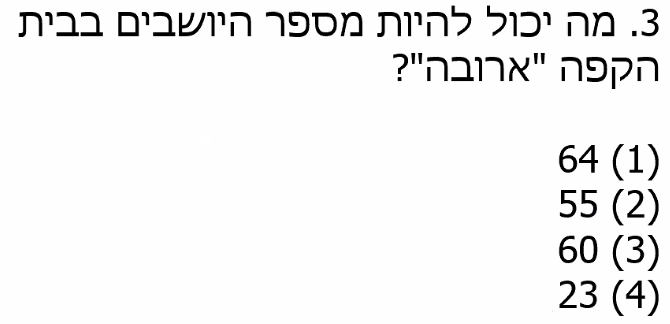 3. מה יכול להיות מספר היושבים בבית
הקפה "ארובה"?
(1) 64
(2) 55
(3) 60
(4) 23